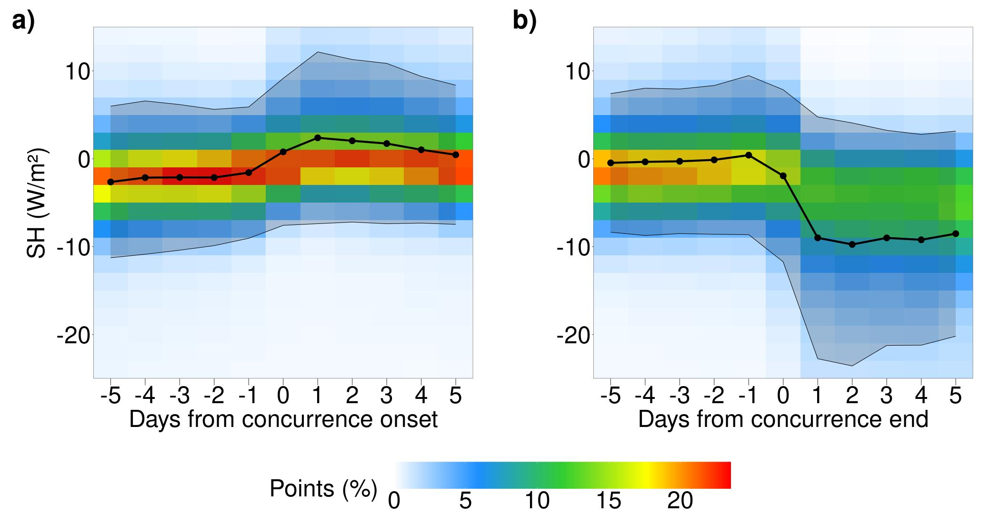 a)
b)
SH (W/m²)
10
0
-10
-20
-5 -4 -3 -2 -1 0 1 2 3 4 5
Days from concurrence onset
10
0
-10
-20
-5 -4 -3 -2 -1 0 1 2 3 4 5
Days from concurrence end
Points (%)
0 5 10 15 20